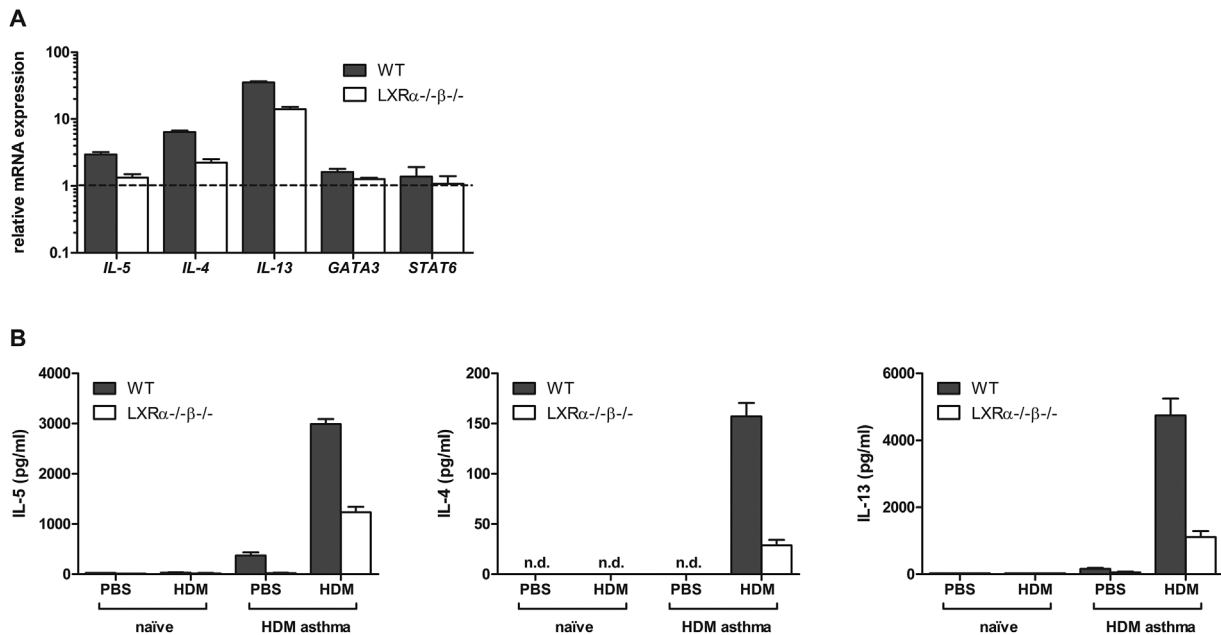 A
relative mRNA expression
100
10
1
0.1
WT
LXRα-/-β-/-
IL-5 IL-4 IL-13 GATA3 STAT6
B
IL-5 (pg/ml)
4000
3000
2000
1000
0
WT
LXRα-/-β-/-
PBS HDM PBS HDM
naïve HDM asthma
IL-4 (pg/ml)
200
150
100
50
0
WT
LXRα-/-β-/-
n.d. n.d. n.d.
PBS HDM PBS HDM
naïve HDM asthma
IL-13 (pg/ml)
6000
4000
2000
0
WT
LXRα-/-β-/-
PBS HDM PBS HDM
naïve HDM asthma